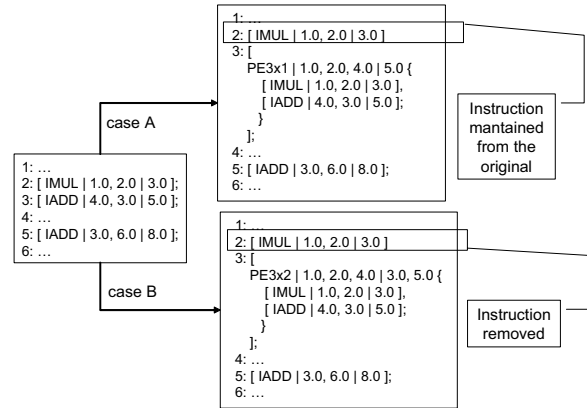 1: …
2: [ IMUL | 1.0, 2.0 | 3.0 ]
3: [
PE3x1 | 1.0, 2.0, 4.0 | 5.0 {
[ IMUL | 1.0, 2.0 | 3.0 ],
[ IADD | 4.0, 3.0 | 5.0 ];
}
];
4: …
5: [ IADD | 3.0, 6.0 | 8.0 ];
6: …
Instruction
mantained
from the
original
case A
1: …
2: [ IMUL | 1.0, 2.0 | 3.0 ];
3: [ IADD | 4.0, 3.0 | 5.0 ];
4: …
5: [ IADD | 3.0, 6.0 | 8.0 ];
6: …
case B
1: …
2: [ IMUL | 1.0, 2.0 | 3.0 ]
3: [
PE3x2 | 1.0, 2.0, 4.0 | 3.0, 5.0 {
[ IMUL | 1.0, 2.0 | 3.0 ],
[ IADD | 4.0, 3.0 | 5.0 ];
}
];
4: …
5: [ IADD | 3.0, 6.0 | 8.0 ];
6: …
Instruction
removed